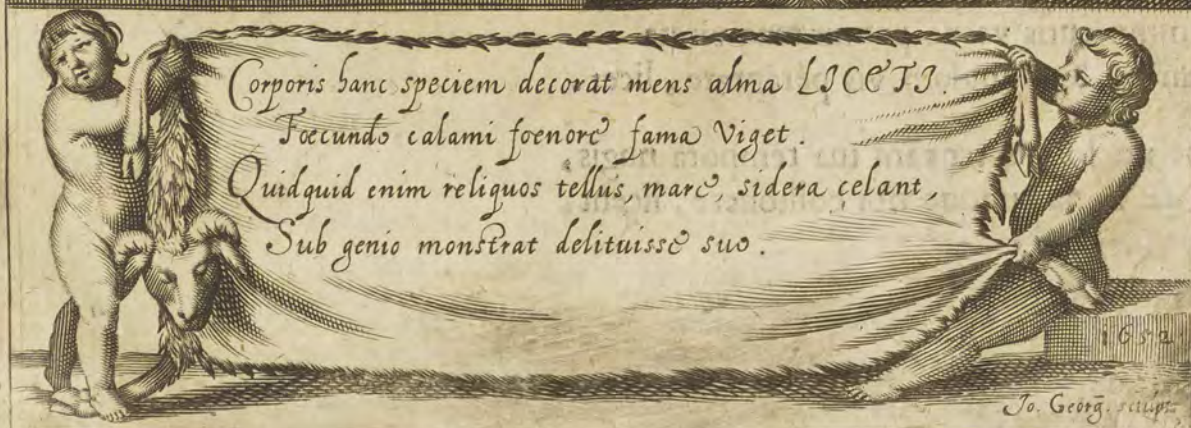 Corporis hanc speciem decorat mens alma LICETI.
Foecundo calami foenore fama Viget.
Quidquid enim reliquos tellus, mare, sidera celant,
Sub genio monstrat delituisse suo.
1652
Jo. Georḡ. sculpt.